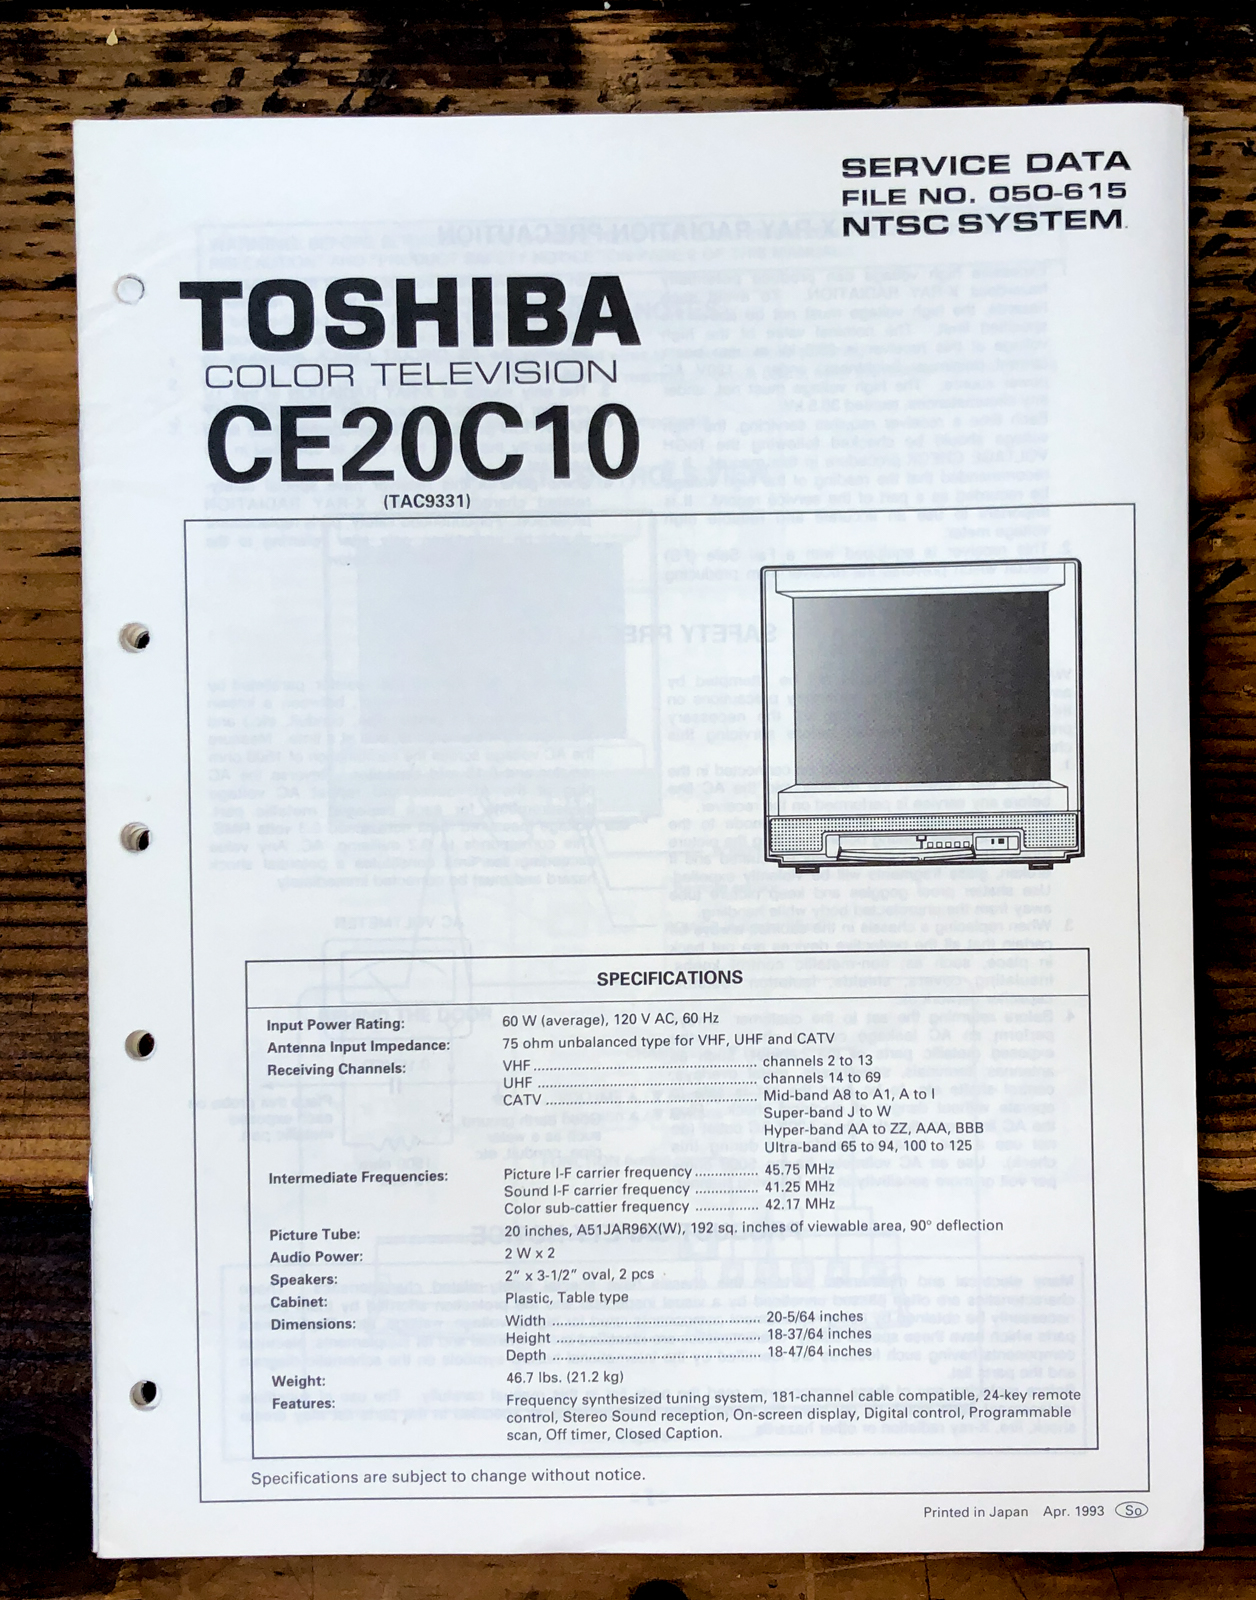 SERVICE DATA
FILE NO. 050-615
NTSC SYSTEM
TOSHIBA
COLOR TELEVISION
CE20C10
(TAC9331)
SPECIFICATIONS
Input Power Rating: 60 W (average), 120 V AC, 60 Hz
Antenna Input Impedance: 75 ohm unbalanced type for VHF, UHF and CATV
Receiving Channels: VHF ........ channels 2 to 13
UHF ........ channels 14 to 69
CATV ........ Mid-band A8 to A1, A to I
Super-band J to W
Hyper-band AA to ZZ, AAA, BBB
Ultra-band 65 to 94, 100 to 125
Intermediate Frequencies: Picture I-F carrier frequency ........ 45.75 MHz
Sound I-F carrier frequency ........ 41.25 MHz
Color sub-cattier frequency ........ 42.17 MHz
Picture Tube: 20 inches, A51JAR96X(W), 192 sq. inches of viewable area, 90° deflection
Audio Power: 2 W x 2
Speakers: 2" x 3-1/2" oval, 2 pcs
Cabinet: Plastic, Table type
Dimensions: Width ........ 20-5/64 inches
Height ........ 18-37/64 inches
Depth ........ 18-47/64 inches
Weight: 46.7 lbs. (21.2 kg)
Features: Frequency synthesized tuning system, 181-channel cable compatible, 24-key remote
control, Stereo Sound reception, On-screen display, Digital control, Programmable
scan, Off timer, Closed Caption.
Specifications are subject to change without notice.
Printed in Japan Apr. 1993 So